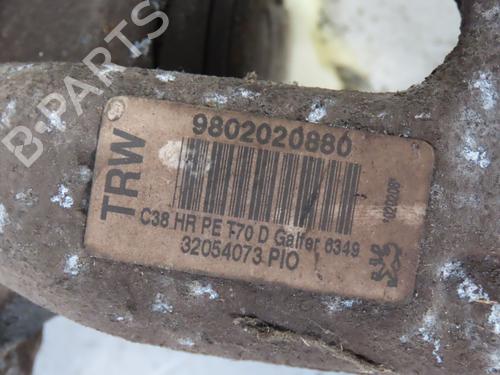 B-PARTS
TRW
9802020880
C38 HR PE T70 D Galfer 6349
32054073 PIO